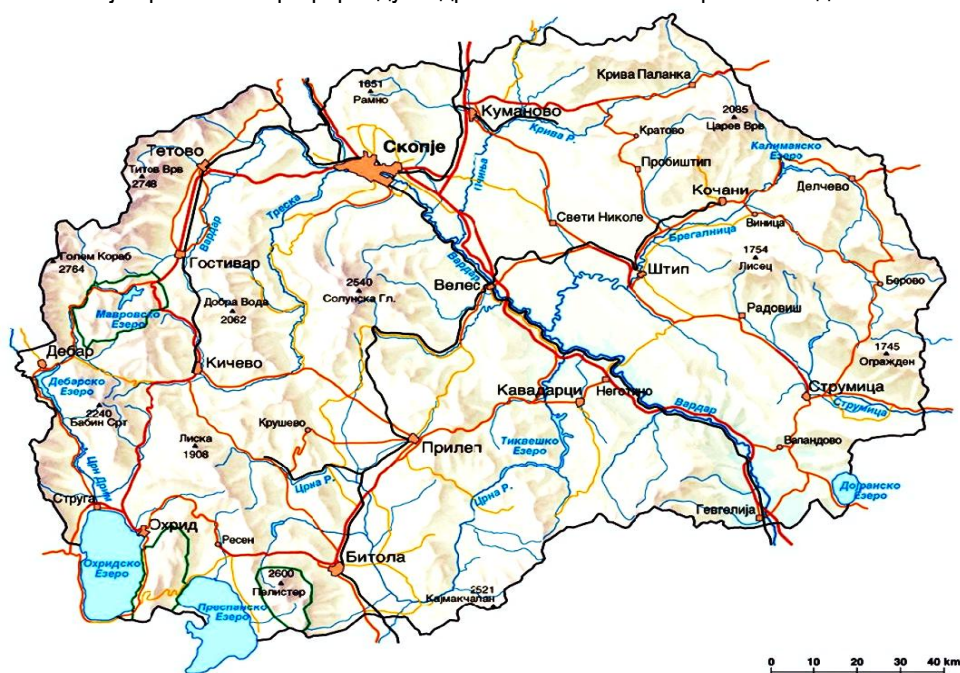 Крива Паланка
1651
Рамно
Куманово
2085
Царев Врв
Крива Р.
Кратово
Скопје
Калиманско
Езеро
Тетово
Пробиштип
Титов Врв
2748
Пчиња
Делчево
Кочани
Треска
Свети Николе
Виница
Вардар
Брегалница
Голем Кораб
2764
Гостивар
Вардар
1754
Лисец
Штип
2540
Солунска Гл.
Велес
Берово
Добра Вода
2062
Мавровско
Езеро
Радовиш
1745
Огражден
Дебар
Кичево
Дебарско
Езеро
Кавадарци
Неготино
Струмица
Вардар
Струмица
2240
Бабин Срт
Крушево
Лиска
1908
Прилеп
Тиквешко
Езеро
Валандово
Црн Дрим
Црна Р.
Црна Р.
Дојранско
Езеро
Струга
Гевгелија
Охрид
Ресен
Битола
Охридско
Езеро
2600
Пелистер
2521
Кајмакчалан
Преспанско
Езеро
0 10 20 30 40 km